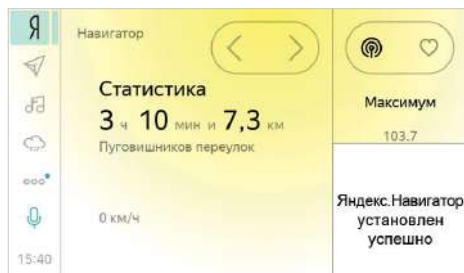 Я
Навигатор
Статистика
3 ч 10 мин и 7,3 км
Пуговишников переулок
0 км/ч
15:40
Максимум
103.7
Яндекс.Навигатор
установлен
успешно